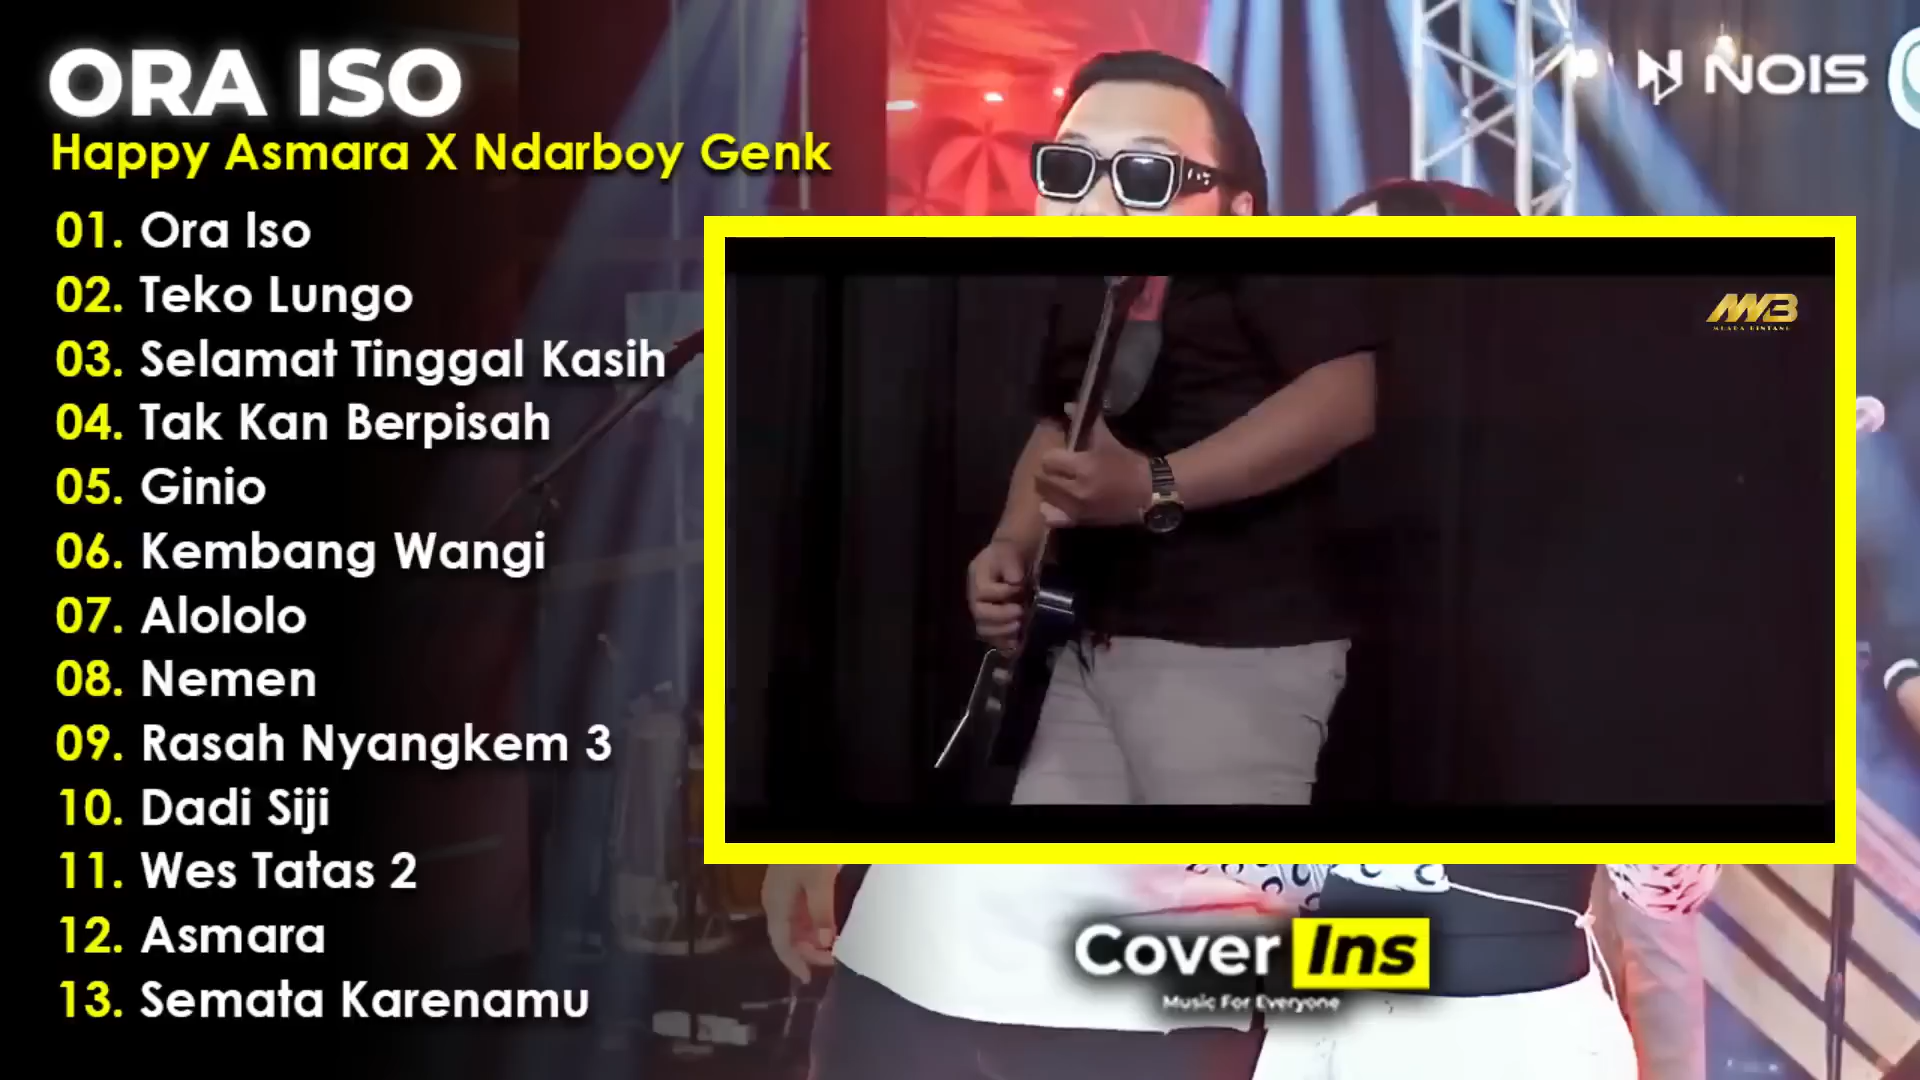 ORA ISO
Happy Asmara X Ndarboy Genk
01. Ora Iso
02. Teko Lungo
03. Selamat Tinggal Kasih
04. Tak Kan Berpisah
05. Ginio
06. Kembang Wangi
07. Alololo
08. Nemen
09. Rasah Nyangkem 3
10. Dadi Siji
11. Wes Tatas 2
12. Asmara
13. Semata Karenamu
NOIS
Cover Ins
Music For Everyone